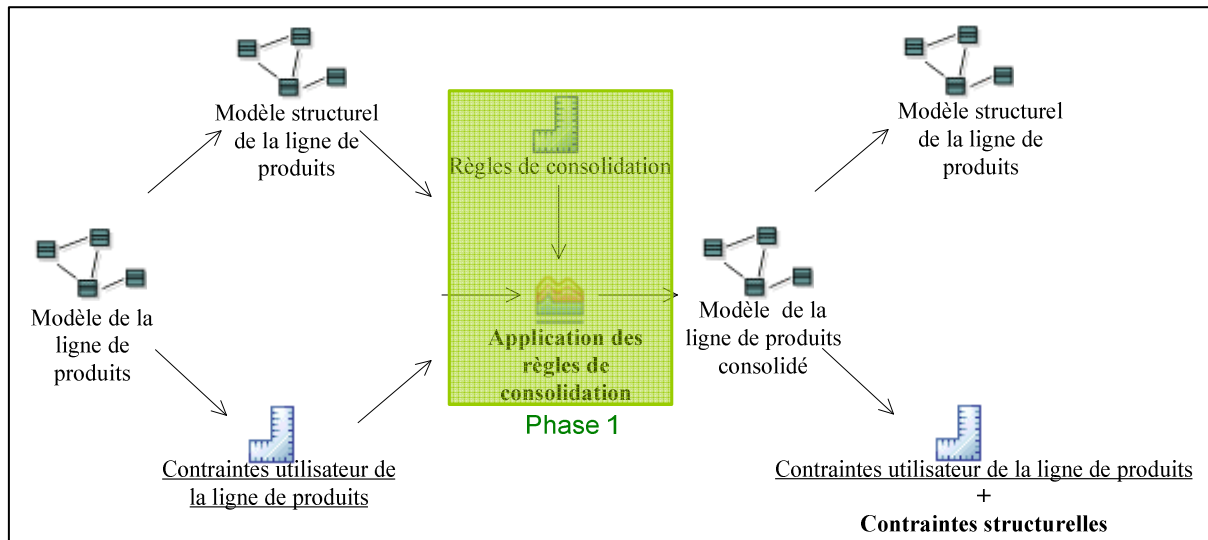 Modèle structurel
de la ligne de
produits
Modèle de la
ligne de
produits
Contraintes utilisateur de
la ligne de produits
Règles de consolidation
Application des
règles de
consolidation
Phase 1
Modèle de la
ligne de produits
consolidé
Modèle structurel
de la ligne de
produits
Contraintes utilisateur de la ligne de produits
+
Contraintes structurelles